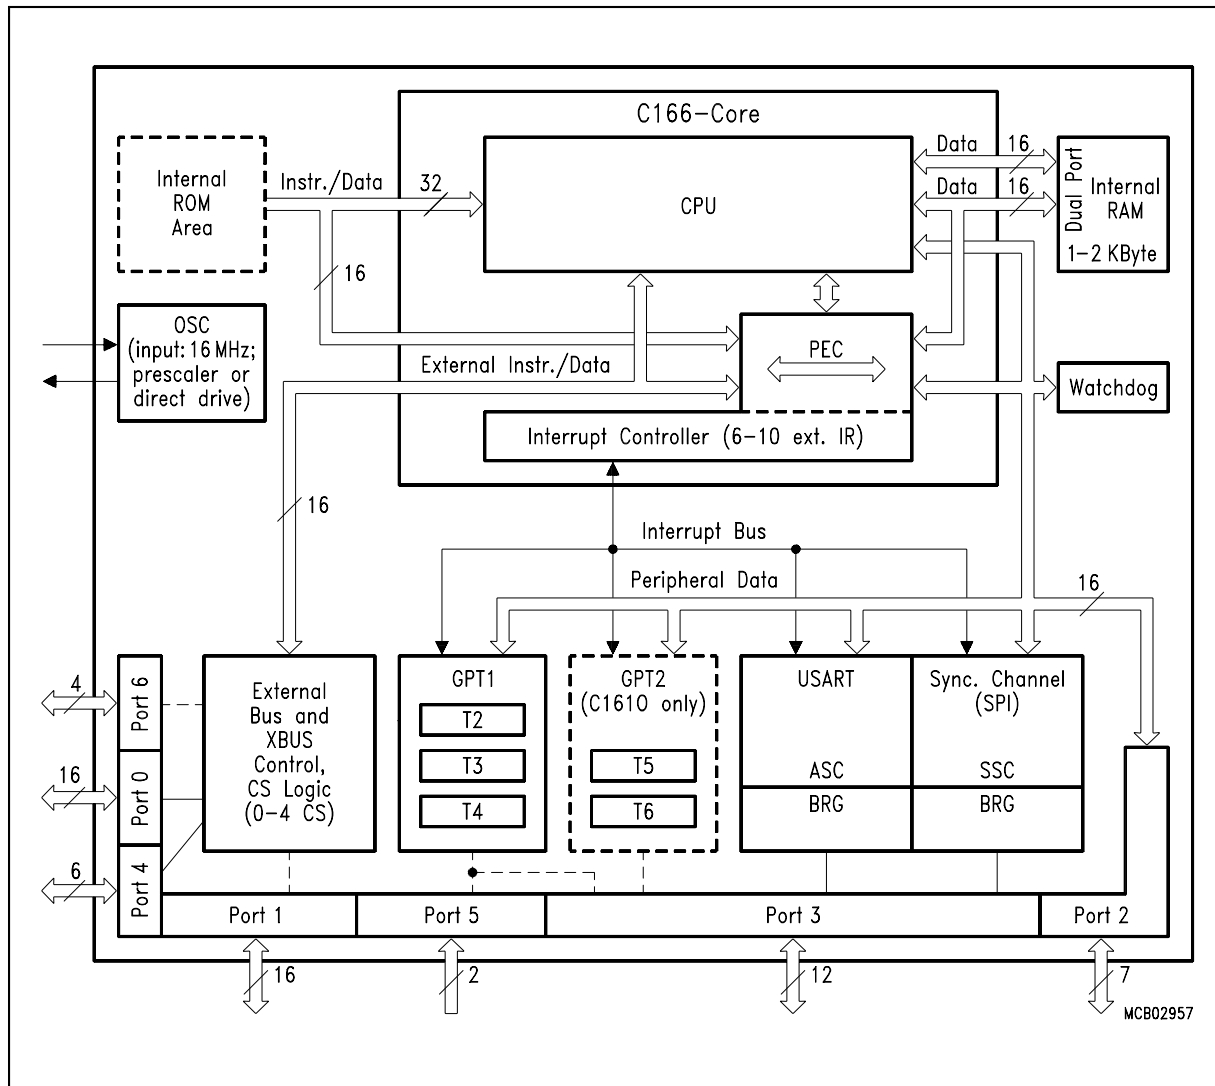 C166-Core
Internal
ROM
Area
Instr./Data
32
CPU
Data
16
Data
16
Dual Port
Internal
RAM
1-2 KByte
16
OSC
(input: 16 MHz;
prescaler or
direct drive)
External Instr./Data
PEC
Watchdog
Interrupt Controller (6-10 ext. IR)
16
Interrupt Bus
Peripheral Data
16
4
Port 6
16
Port 0
6
Port 4
External
Bus and
XBUS
Control,
CS Logic
(0-4 CS)
GPT1
T2
T3
T4
GPT2
(C161O only)
T5
T6
USART
ASC
BRG
Sync. Channel
(SPI)
SSC
BRG
Port 1
Port 5
Port 3
Port 2
16
2
12
7
MCB02957